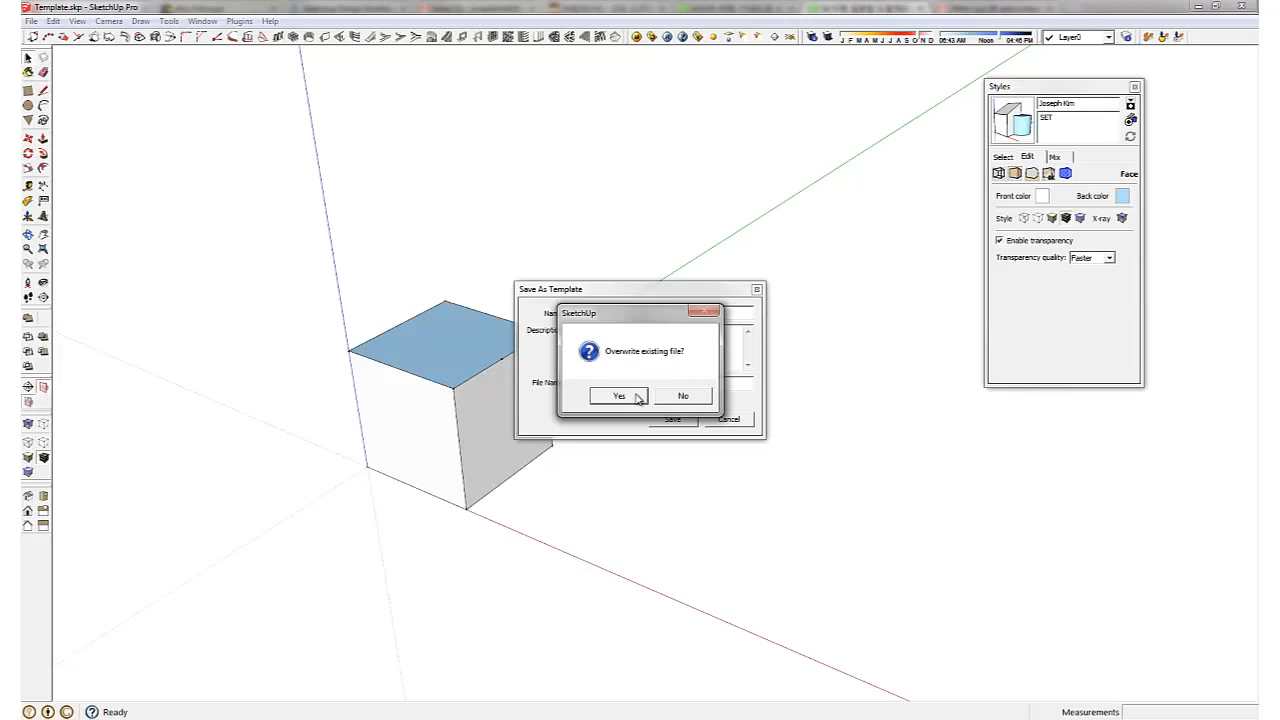 Template.skp - SketchUp Pro
File Edit View Camera Draw Tools Window Plugins Help
J F M A M J J A S O N D 06:43 AM Noon 04:46 PM Layer0
Styles
Joseph Kim
SET
Select Edit Mix
Face
Front color Back color
Style X-ray
Enable transparency
Transparency quality: Faster
Save As Template
SketchUp
Overwrite existing file?
Yes No
Save Cancel
Ready
Measurements